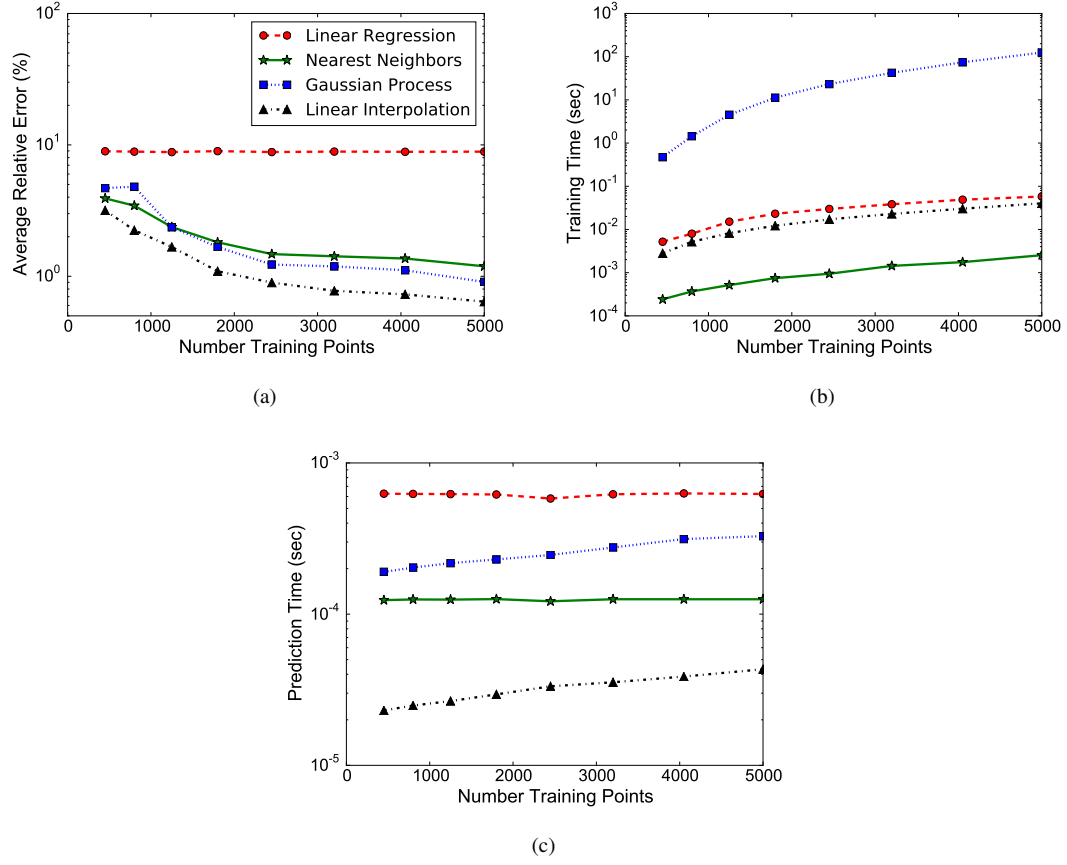 10^2
10^1
10^0
Average Relative Error (%)
Linear Regression
Nearest Neighbors
Gaussian Process
Linear Interpolation
0 1000 2000 3000 4000 5000
Number Training Points
(a)
10^3
10^2
10^1
10^0
10^-1
10^-2
10^-3
10^-4
Training Time (sec)
0 1000 2000 3000 4000 5000
Number Training Points
(b)
10^-3
10^-4
10^-5
Prediction Time (sec)
0 1000 2000 3000 4000 5000
Number Training Points
(c)